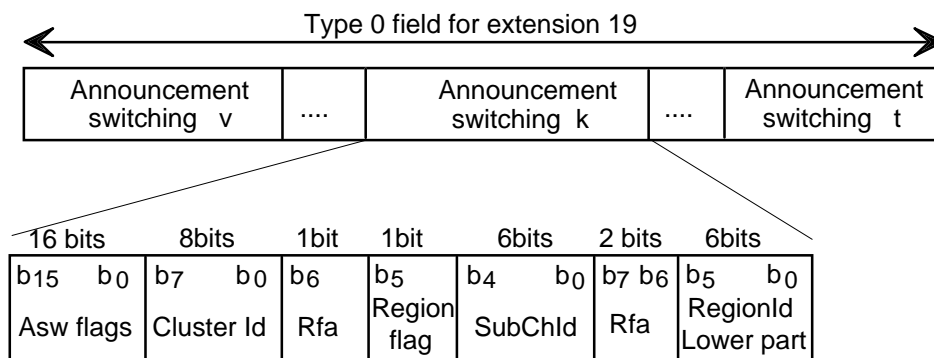 Type 0 field for extension 19
Announcement switching v
....
Announcement switching k
....
Announcement switching t
16 bits 8bits 1bit 1bit 6bits 2 bits 6bits
b15 b0 b7 b0 b6 b5 b4 b0 b7 b6 b5 b0
Asw flags Cluster Id Rfa Region flag SubChId Rfa RegionId Lower part